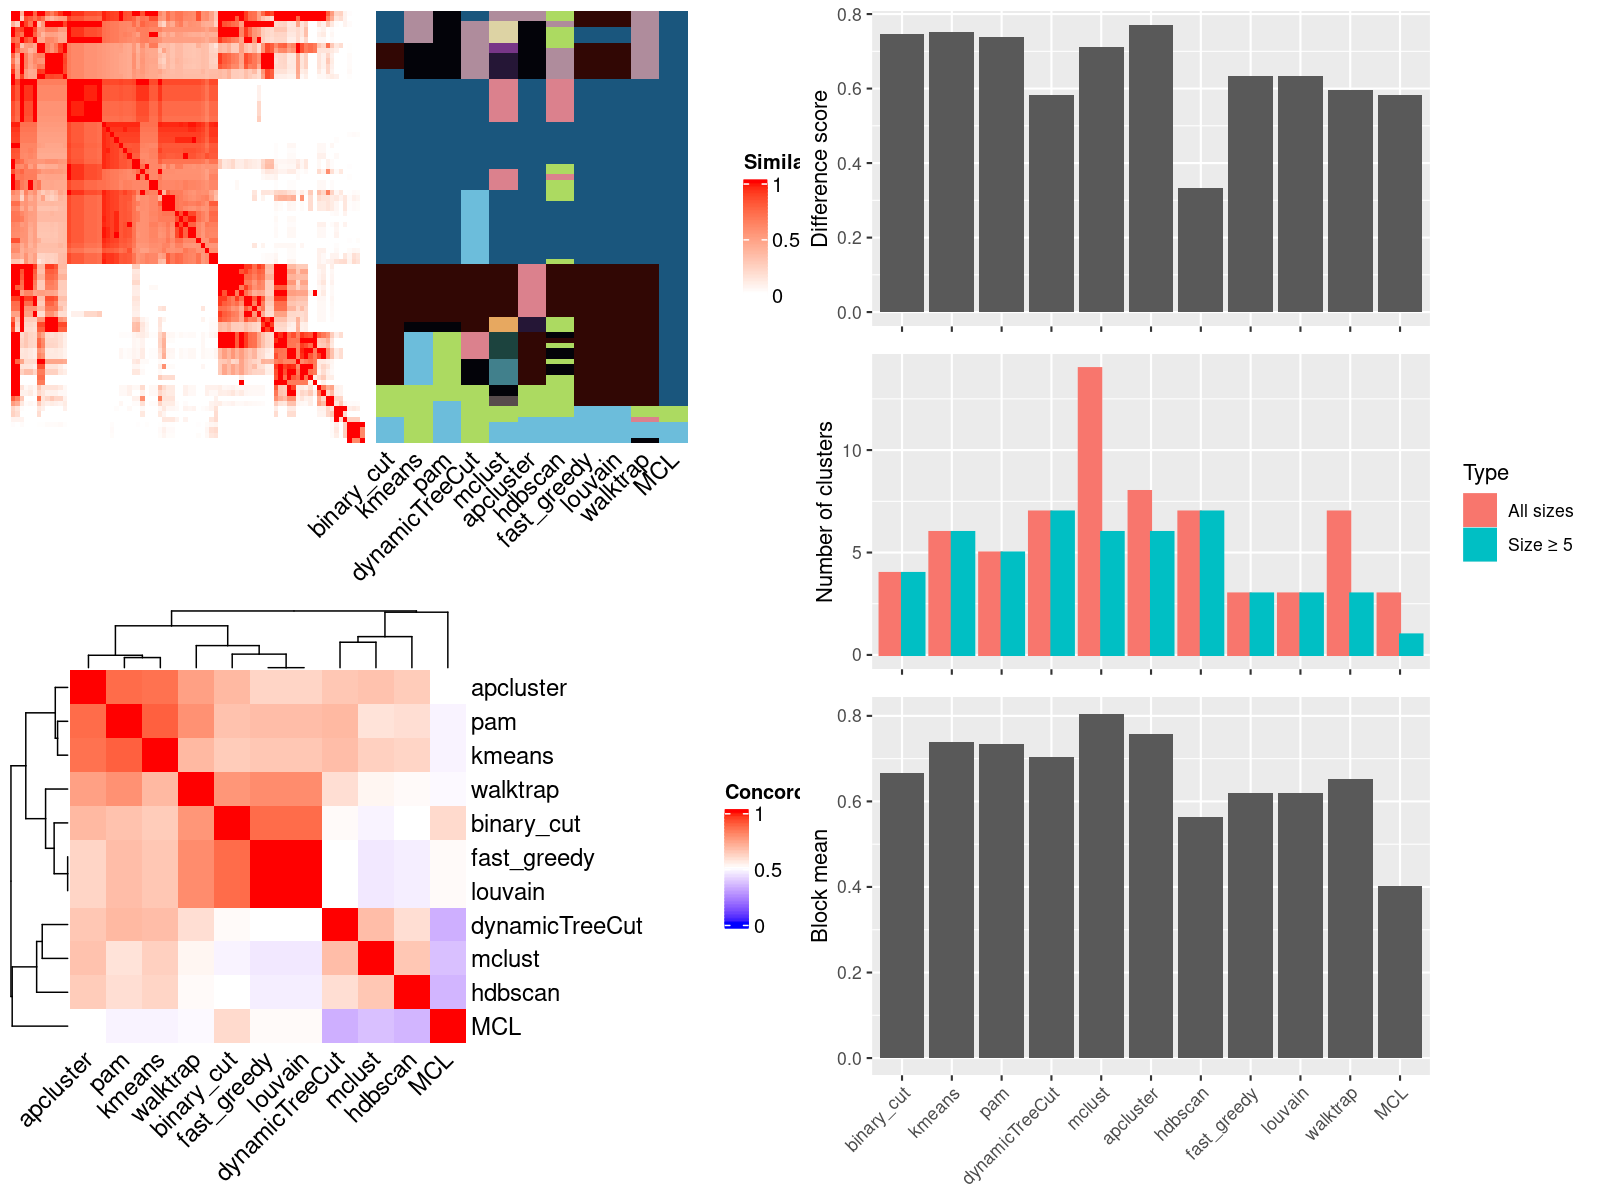 Simila
1
0.5
0
binary_cut
kmeans
pam
dynamicTreeCut
mclust
apcluster
hdbscan
fast_greedy
louvain
walktrap
MCL
apcluster
pam
kmeans
walktrap
binary_cut
fast_greedy
louvain
dynamicTreeCut
mclust
hdbscan
MCL
Concord
1
0.5
0
apcluster
pam
kmeans
walktrap
binary_cut
fast_greedy
louvain
dynamicTreeCut
mclust
hdbscan
MCL
Difference score
0.8
0.6
0.4
0.2
0.0
Number of clusters
10
5
0
Type
All sizes
Size ≥ 5
Block mean
0.8
0.6
0.4
0.2
0.0
binary_cut
kmeans
pam
dynamicTreeCut
mclust
apcluster
hdbscan
fast_greedy
louvain
walktrap
MCL